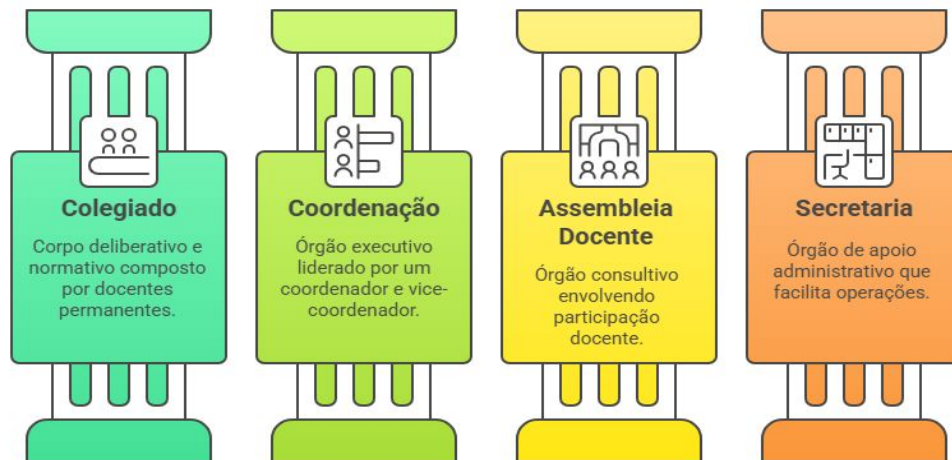 Colegiado
Corpo deliberativo e
normativo composto
por docentes
permanentes.
Coordenação
Órgão executivo
liderado por um
coordenador e vice-
coordenador.
Assembleia
Docente
Órgão consultivo
envolvendo
participação
docente.
Secretaria
Órgão de apoio
administrativo que
facilita operações.